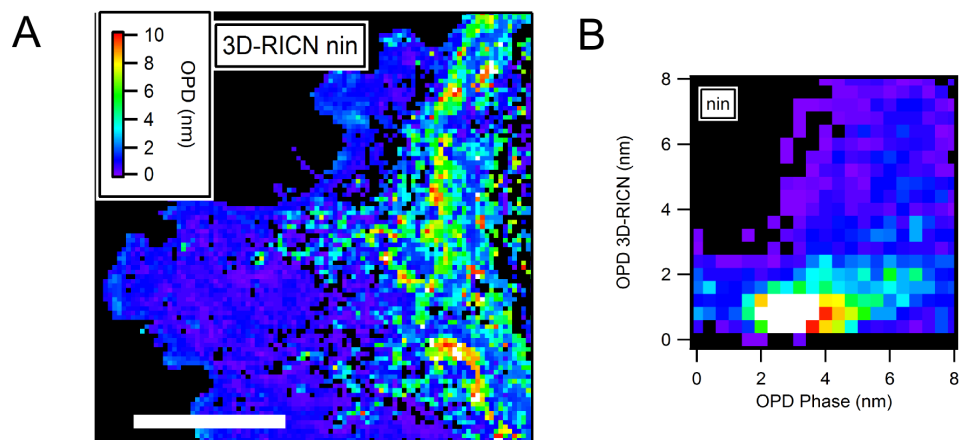 A
10
8
6
4
2
0
OPD (nm)
3D-RICN nin
B
nin
8
6
4
2
0
OPD 3D-RICN (nm)
0 2 4 6 8
OPD Phase (nm)